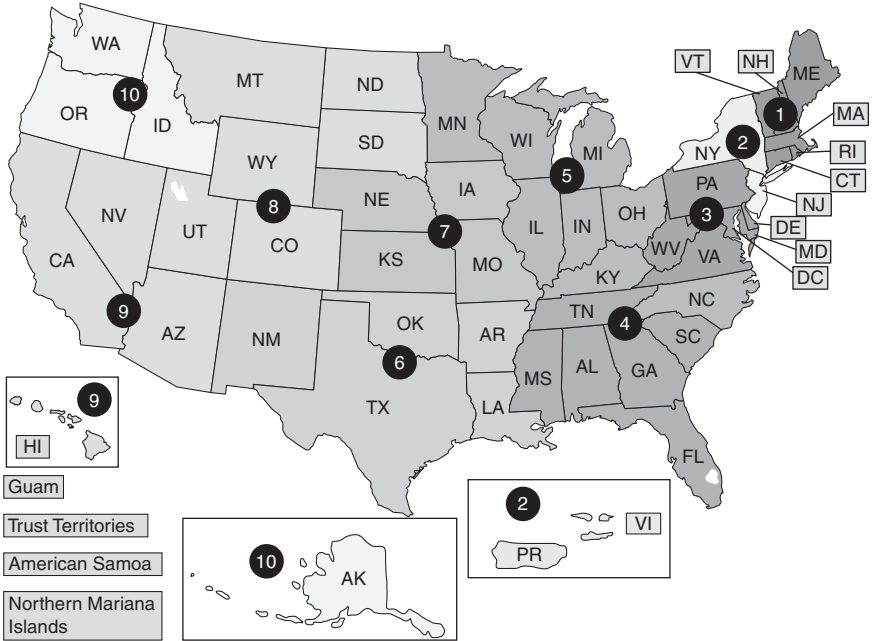 WA
MT
ND
VT
NH
ME
10
OR
ID
MN
1
MA
SD
WI
2
WY
MI
NY
RI
5
CT
PA
IA
8
NE
NJ
3
NV
7
OH
UT
IL
IN
DE
CO
WV
MD
CA
KS
MO
VA
DC
KY
NC
9
TN
4
OK
AZ
NM
AR
SC
6
MS
AL
GA
9
TX
LA
HI
FL
Guam
2
Trust Territories
VI
PR
10
American Samoa
AK
Northern Mariana
Islands